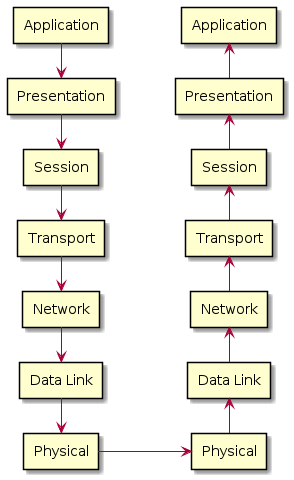 Application
Presentation
Session
Transport
Network
Data Link
Physical
Application
Presentation
Session
Transport
Network
Data Link
Physical